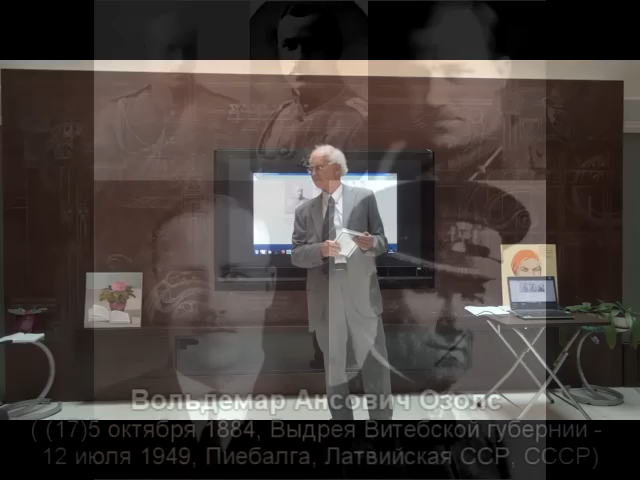 Вольдемар Ансович Озолс
( (17)5 октября 1884, Выдрея Витебской губернии -
12 июля 1949, Пиебалга, Латвийская ССР, СССР)